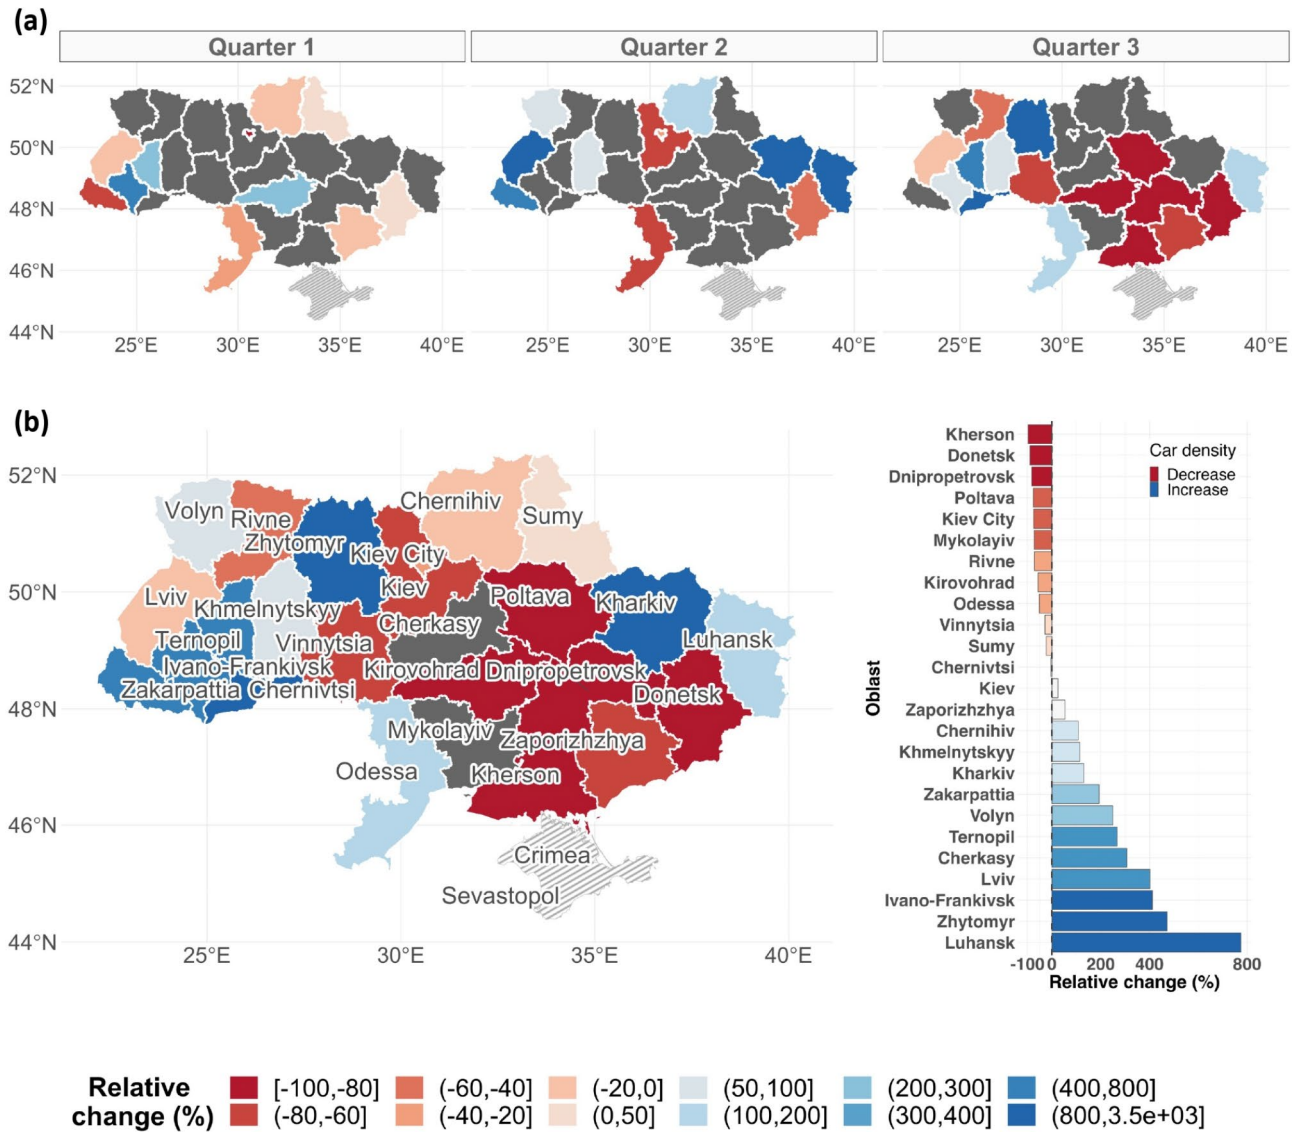 (a)
Quarter 1
Quarter 2
Quarter 3
52°N
50°N
48°N
46°N
44°N
25°E 30°E 35°E 40°E
25°E 30°E 35°E 40°E
25°E 30°E 35°E 40°E
(b)
52°N
50°N
48°N
46°N
44°N
Volyn
Rivne
Zhytomyr
Kiev City
Chernihiv
Sumy
Lviv
Khmelnytskyy
Kiev
Poltava
Kharkiv
Cherkasy
Ternopil
Vinnytsia
Luhansk
Ivano-Frankivsk
Kirovohrad
Dnipropetrovsk
Zakarpattia
Chernivtsi
Donetsk
Mykolayiv
Zaporizhzhya
Odessa
Kherson
Crimea
Sevastopol
25°E 30°E 35°E 40°E
Oblast
Kherson
Donetsk
Dnipropetrovsk
Poltava
Kiev City
Mykolayiv
Rivne
Kirovohrad
Odessa
Vinnytsia
Sumy
Chernivtsi
Kiev
Zaporizhzhya
Chernihiv
Khmelnytskyy
Kharkiv
Zakarpattia
Volyn
Ternopil
Cherkasy
Lviv
Ivano-Frankivsk
Zhytomyr
Luhansk
Car density
Decrease
Increase
-100 0 200 400 800
Relative change (%)
Relative
change (%)
[-100,-80] (-60,-40] (-20,0] (50,100] (200,300] (400,800]
(-80,-60] (-40,-20] (0,50] (100,200] (300,400] (800,3.5e+03]